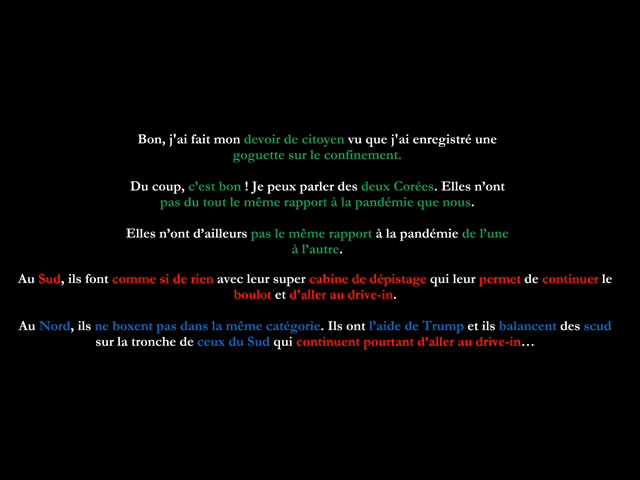 Bon, j'ai fait mon devoir de citoyen vu que j'ai enregistré une
goguette sur le confinement.
Du coup, c'est bon ! Je peux parler des deux Corées. Elles n'ont
pas du tout le même rapport à la pandémie que nous.
Elles n'ont d'ailleurs pas le même rapport à la pandémie de l'une
à l'autre.
Au Sud, ils font comme si de rien avec leur super cabine de dépistage qui leur permet de continuer le
boulot et d'aller au drive-in.
Au Nord, ils ne boxent pas dans la même catégorie. Ils ont l'aide de Trump et ils balancent des scud
sur la tronche de ceux du Sud qui continuent pourtant d'aller au drive-in…